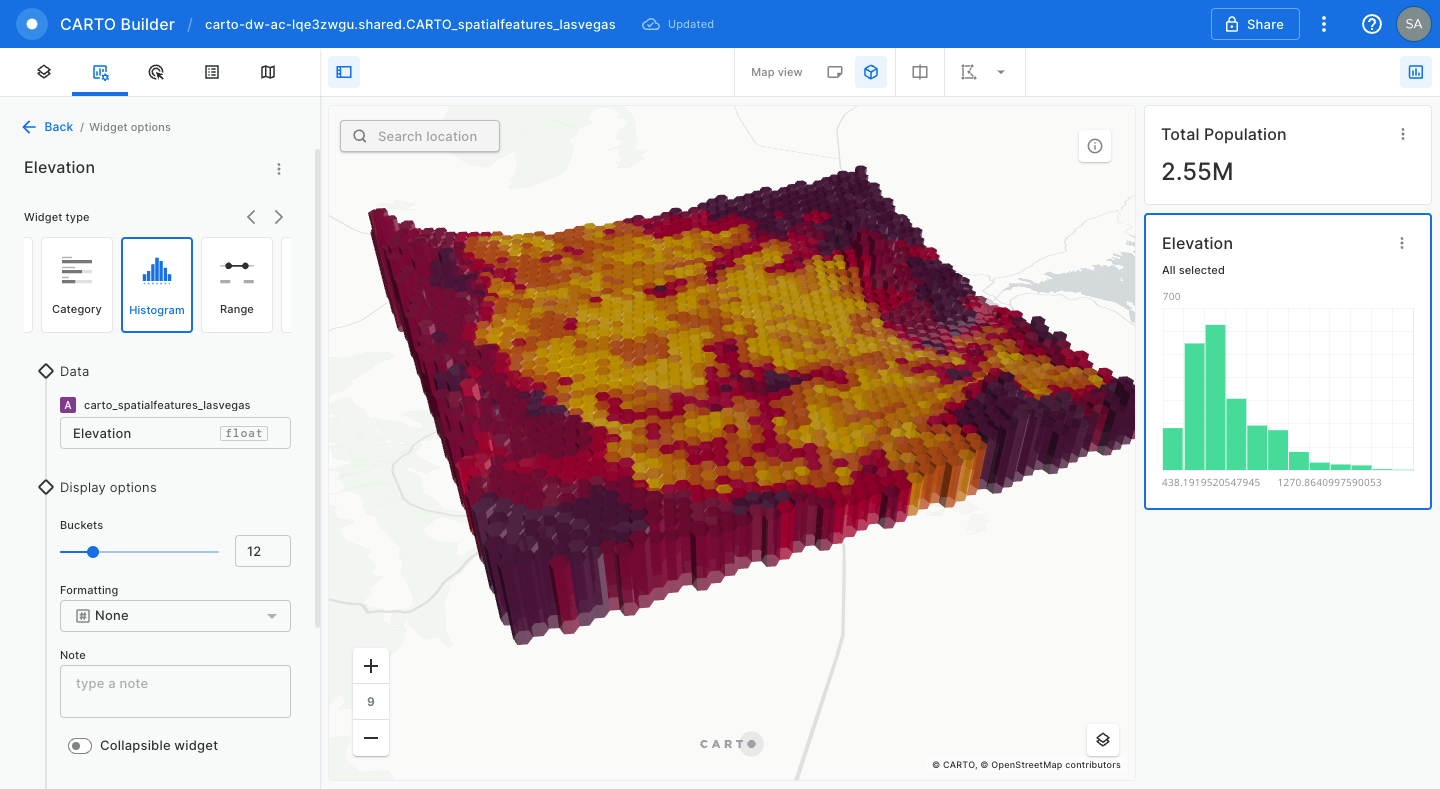 CARTO Builder / carto-dw-ac-lqe3zwgu.shared.CARTO_spatialfeatures_lasvegas Updated Share SA
Map view
Back / Widget options
Elevation
Widget type
Category
Histogram
Range
Data
A carto_spatialfeatures_lasvegas
Elevation float
Display options
Buckets
12
Formatting
# None
Note
type a note
Collapsible widget
Search location
9
CARTO
© CARTO, © OpenStreetMap contributors
Total Population
2.55M
Elevation
All selected
700
438.1919520547945 1270.8640997590053